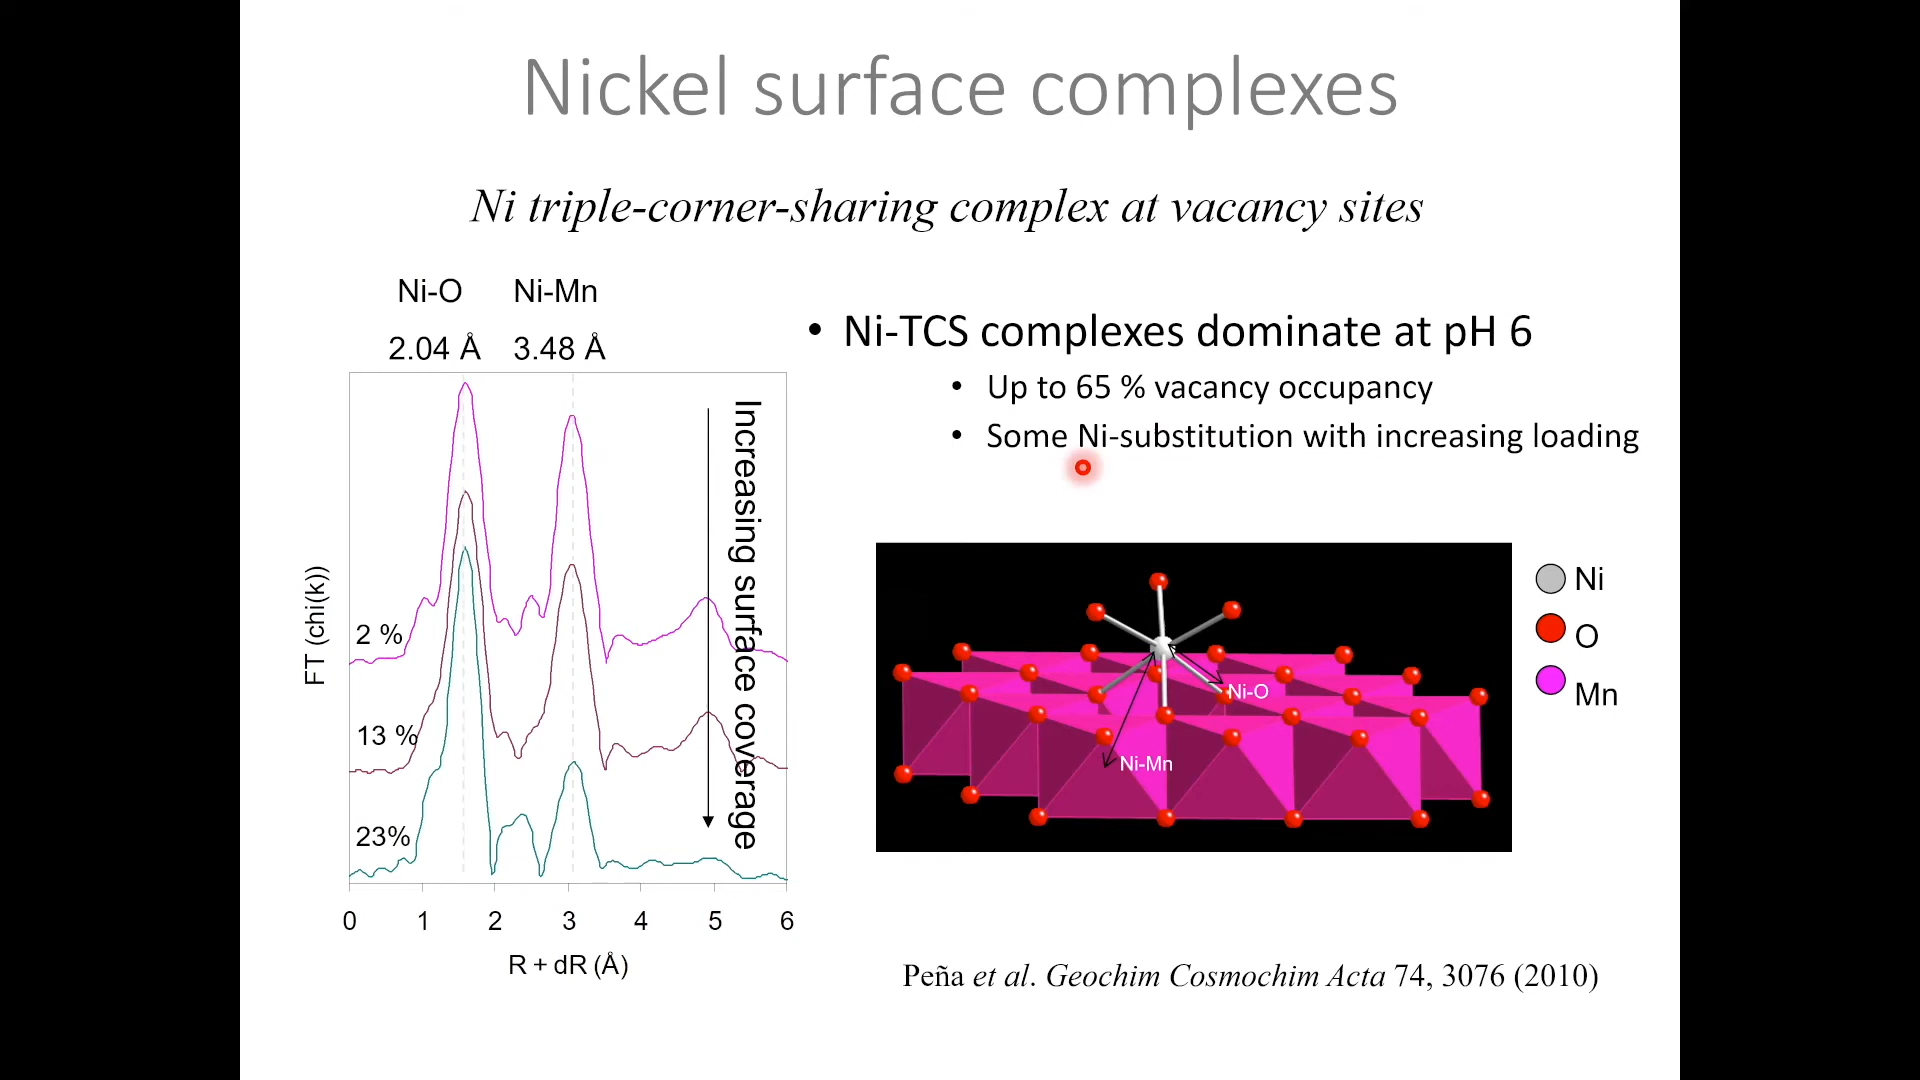 Nickel surface complexes
Ni triple-corner-sharing complex at vacancy sites
Ni-O
Ni-Mn
2.04 Å
3.48 Å
FT (chi(k))
2 %
13 %
23%
Increasing surface coverage
0 1 2 3 4 5 6
R + dR (Å)
• Ni-TCS complexes dominate at pH 6
• Up to 65 % vacancy occupancy
• Some Ni-substitution with increasing loading
Ni-O
Ni-Mn
Ni
O
Mn
Peña et al. Geochim Cosmochim Acta 74, 3076 (2010)